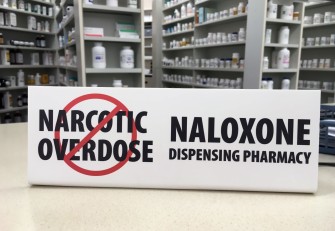 NARCOTIC
OVERDOSE
NALOXONE
DISPENSING PHARMACY